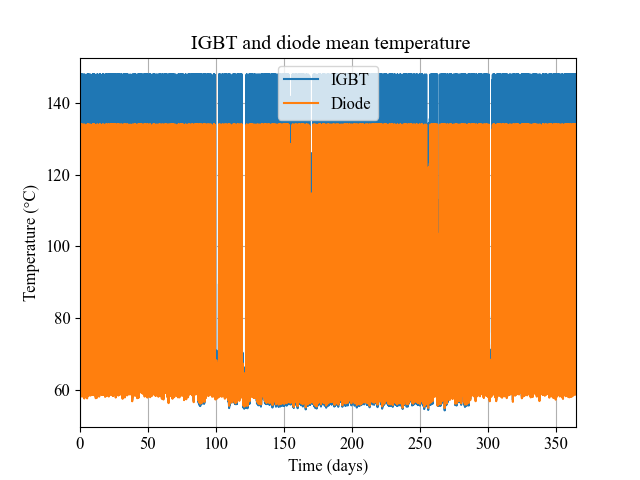 IGBT and diode mean temperature
IGBT
Diode
Temperature (°C)
140
120
100
80
60
0 50 100 150 200 250 300 350
Time (days)